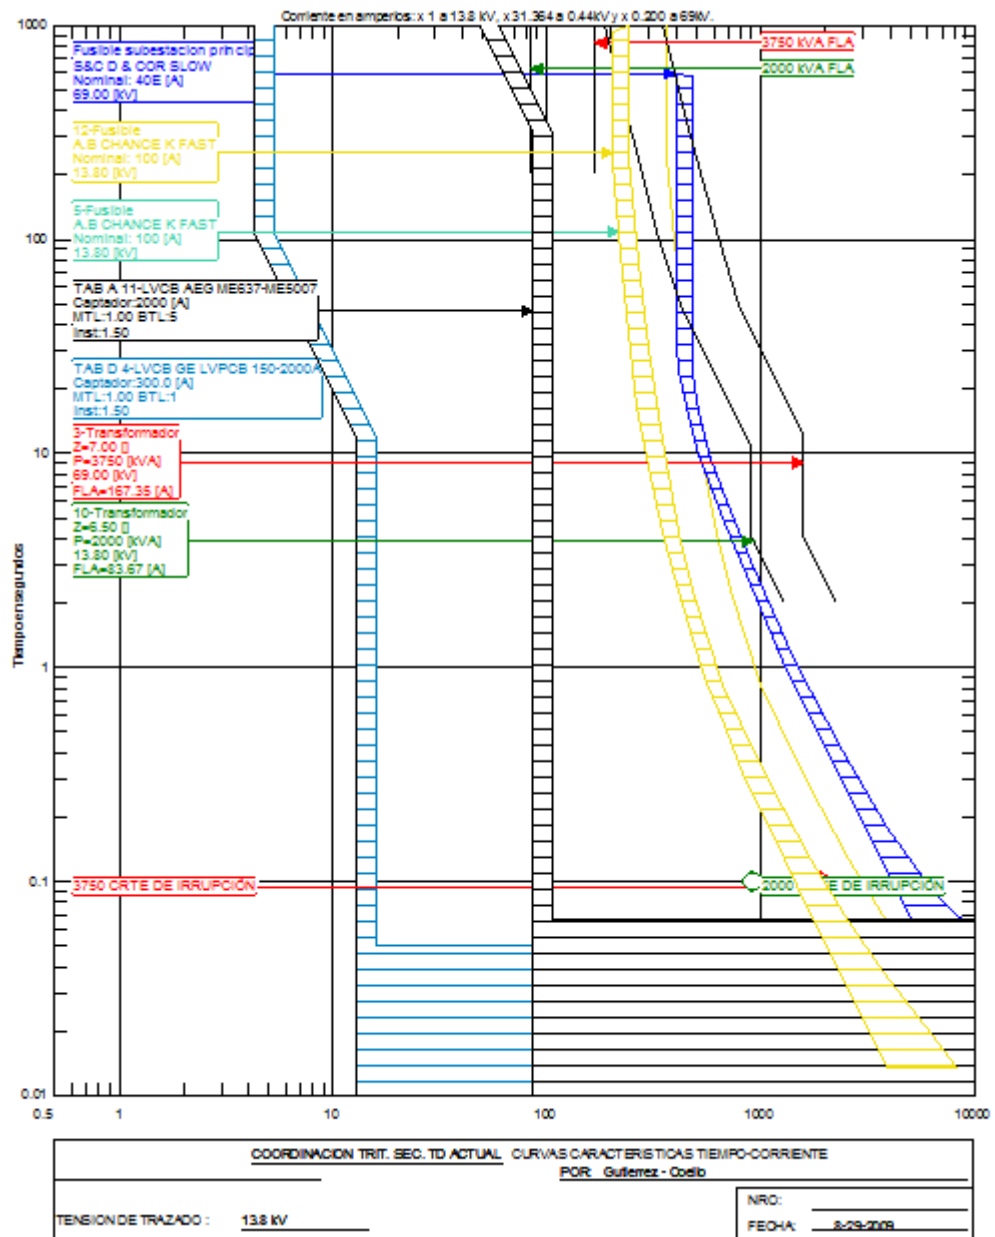 Corriente en amperios: x 1 a 13.8 kV, x 31.364 a 0.44kV y x 0.200 a 69kV.
1000
Fusible subestacion princip
S&C D & COR SLOW
Nominal: 40E [A]
69.00 [kV]
3750 kVA FLA
2000 kVA FLA
12-Fusible
A.B CHANCE K FAST
Nominal: 100 [A]
13.80 [kV]
5-Fusible
A.B CHANCE K FAST
Nominal: 100 [A]
13.80 [kV]
100
TAB A 11-LVCB AEG ME637-ME5007
Captador:2000 [A]
MTL:1.00 BTL:5
Inst:1.50
TAB D 4-LVCB GE LVPCB 150-2000A
Captador:300.0 [A]
MTL:1.00 BTL:1
Inst:1.50
3-Transformador
Z=7.00 []
P=3750 [kVA]
69.00 [kV]
FLA=167.35 [A]
10
10-Transformador
Z=6.50 []
P=2000 [kVA]
13.80 [kV]
FLA=83.67 [A]
Tiempo en segundos
1
0.1
3750 CRTE DE IRRUPCIÓN
2000 E DE IRRUPCIÓN
0.01
0.5 1 10 100 1000 10000
COORDINACION TRIT. SEC. TD ACTUAL CURVAS CARACTERISTICAS TIEMPO-CORRIENTE
POR: Gutierrez - Coello
NRO:
TENSION DE TRAZADO : 13.8 kV
FECHA: 8-29-2009